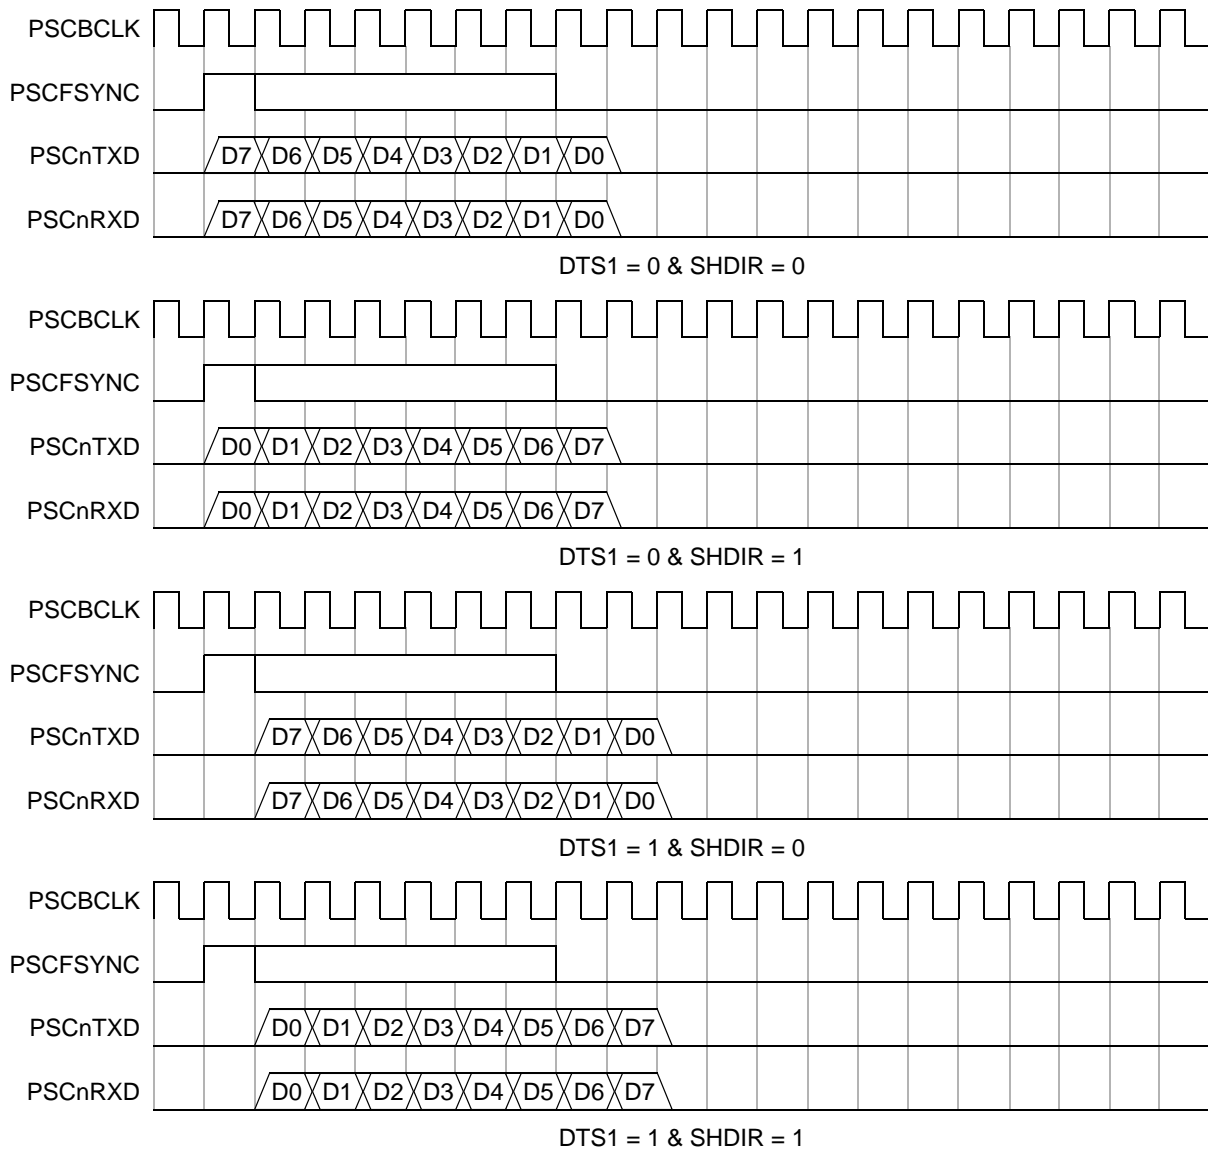 PSCBCLK
PSCFSYNC
PSCnTXD D7 D6 D5 D4 D3 D2 D1 D0
PSCnRXD D7 D6 D5 D4 D3 D2 D1 D0
DTS1 = 0 & SHDIR = 0
PSCBCLK
PSCFSYNC
PSCnTXD D0 D1 D2 D3 D4 D5 D6 D7
PSCnRXD D0 D1 D2 D3 D4 D5 D6 D7
DTS1 = 0 & SHDIR = 1
PSCBCLK
PSCFSYNC
PSCnTXD D7 D6 D5 D4 D3 D2 D1 D0
PSCnRXD D7 D6 D5 D4 D3 D2 D1 D0
DTS1 = 1 & SHDIR = 0
PSCBCLK
PSCFSYNC
PSCnTXD D0 D1 D2 D3 D4 D5 D6 D7
PSCnRXD D0 D1 D2 D3 D4 D5 D6 D7
DTS1 = 1 & SHDIR = 1